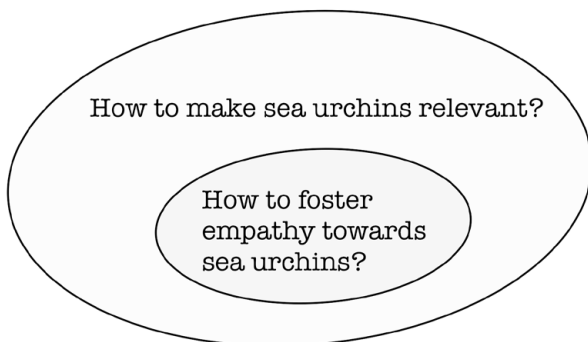 How to make sea urchins relevant?
How to foster
empathy towards
sea urchins?